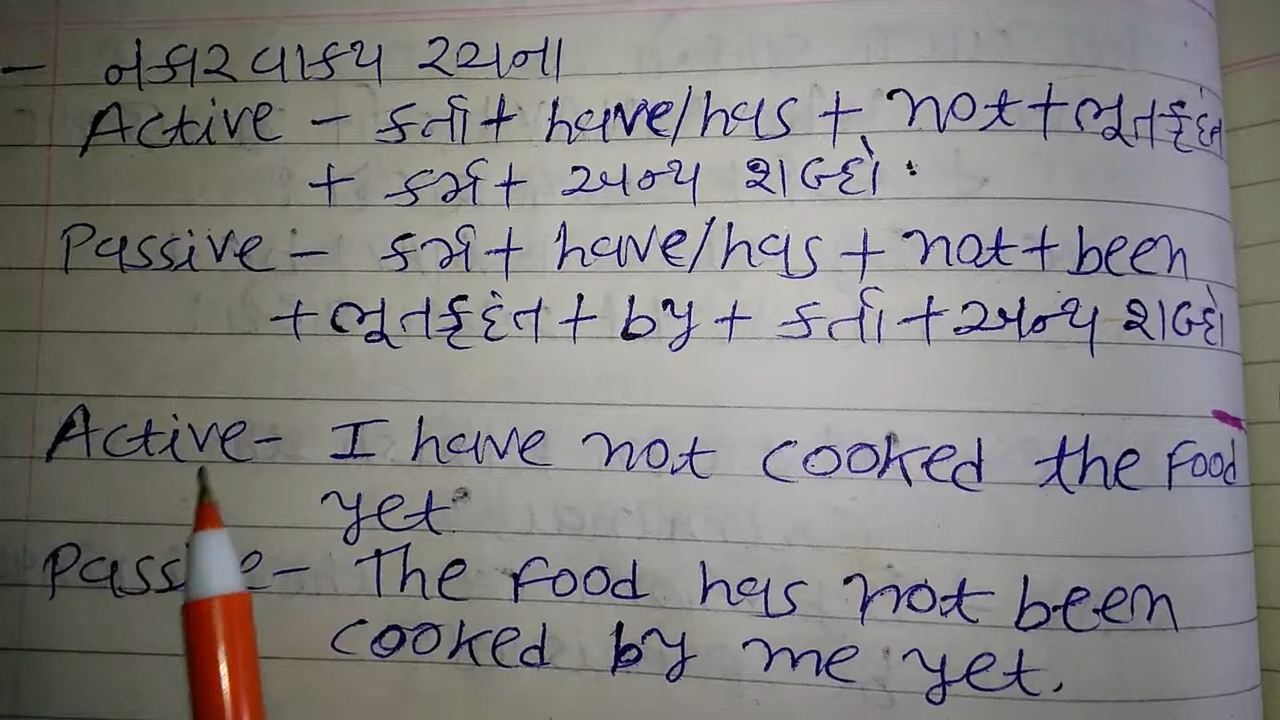 - નકાર વાક્ય રચના
Active - કર્તા + have/has + not + ભૂતકૃદંત
+ કર્મ + અન્ય શબ્દો.
Passive - કર્મ + have/has + not + been
+ ભૂતકૃદંત + by + કર્તા + અન્ય શબ્દો
Active - I have not cooked the food
yet.
Passive - The food has not been
cooked by me yet.